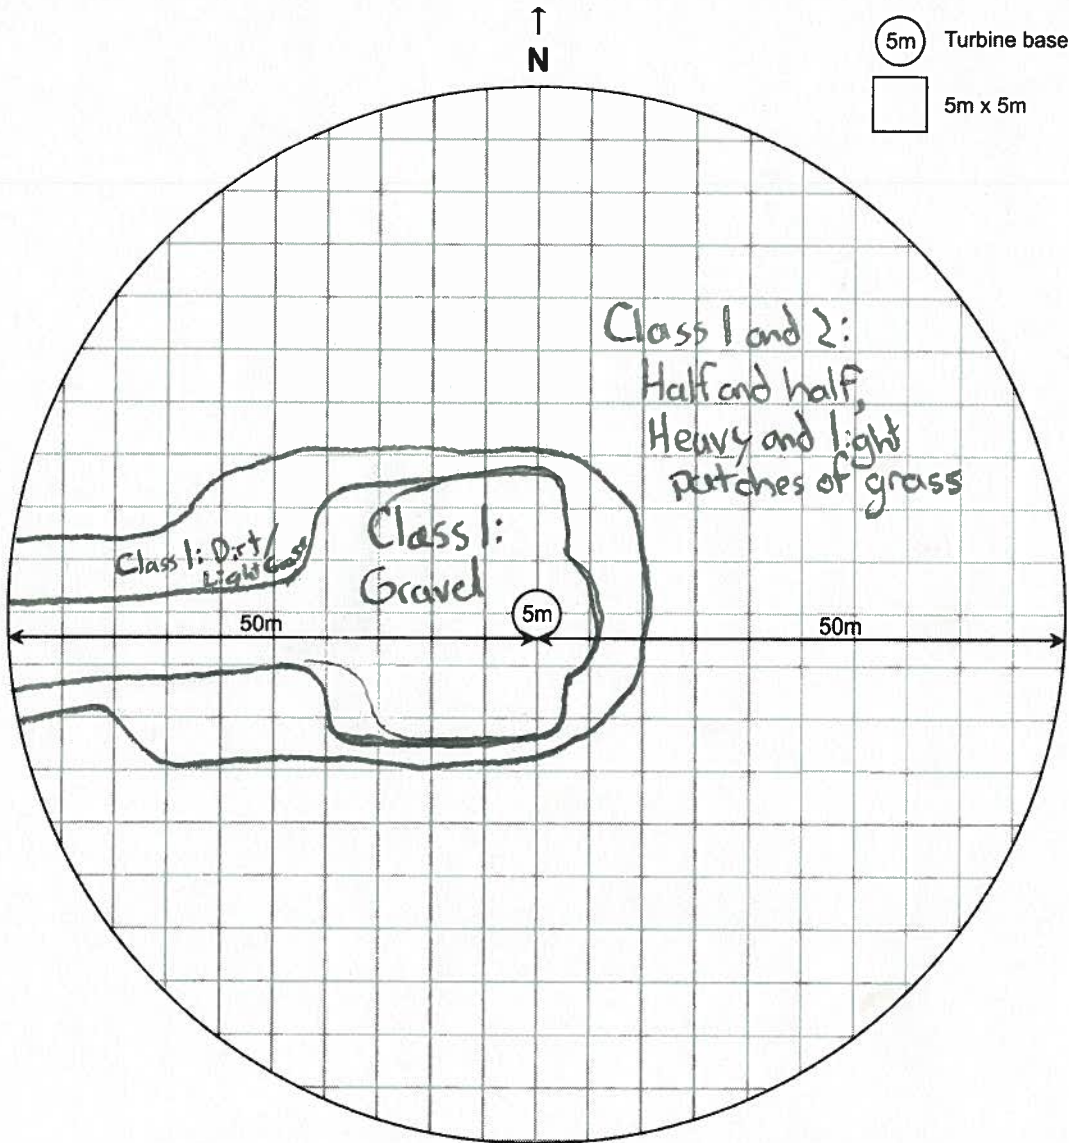 N
5m Turbine base
5m x 5m
Class 1 and 2:
Half and half,
Heavy and light
patches of grass
Class 1: Dirt/
Light Grass
Class 1:
Gravel
5m
50m
50m